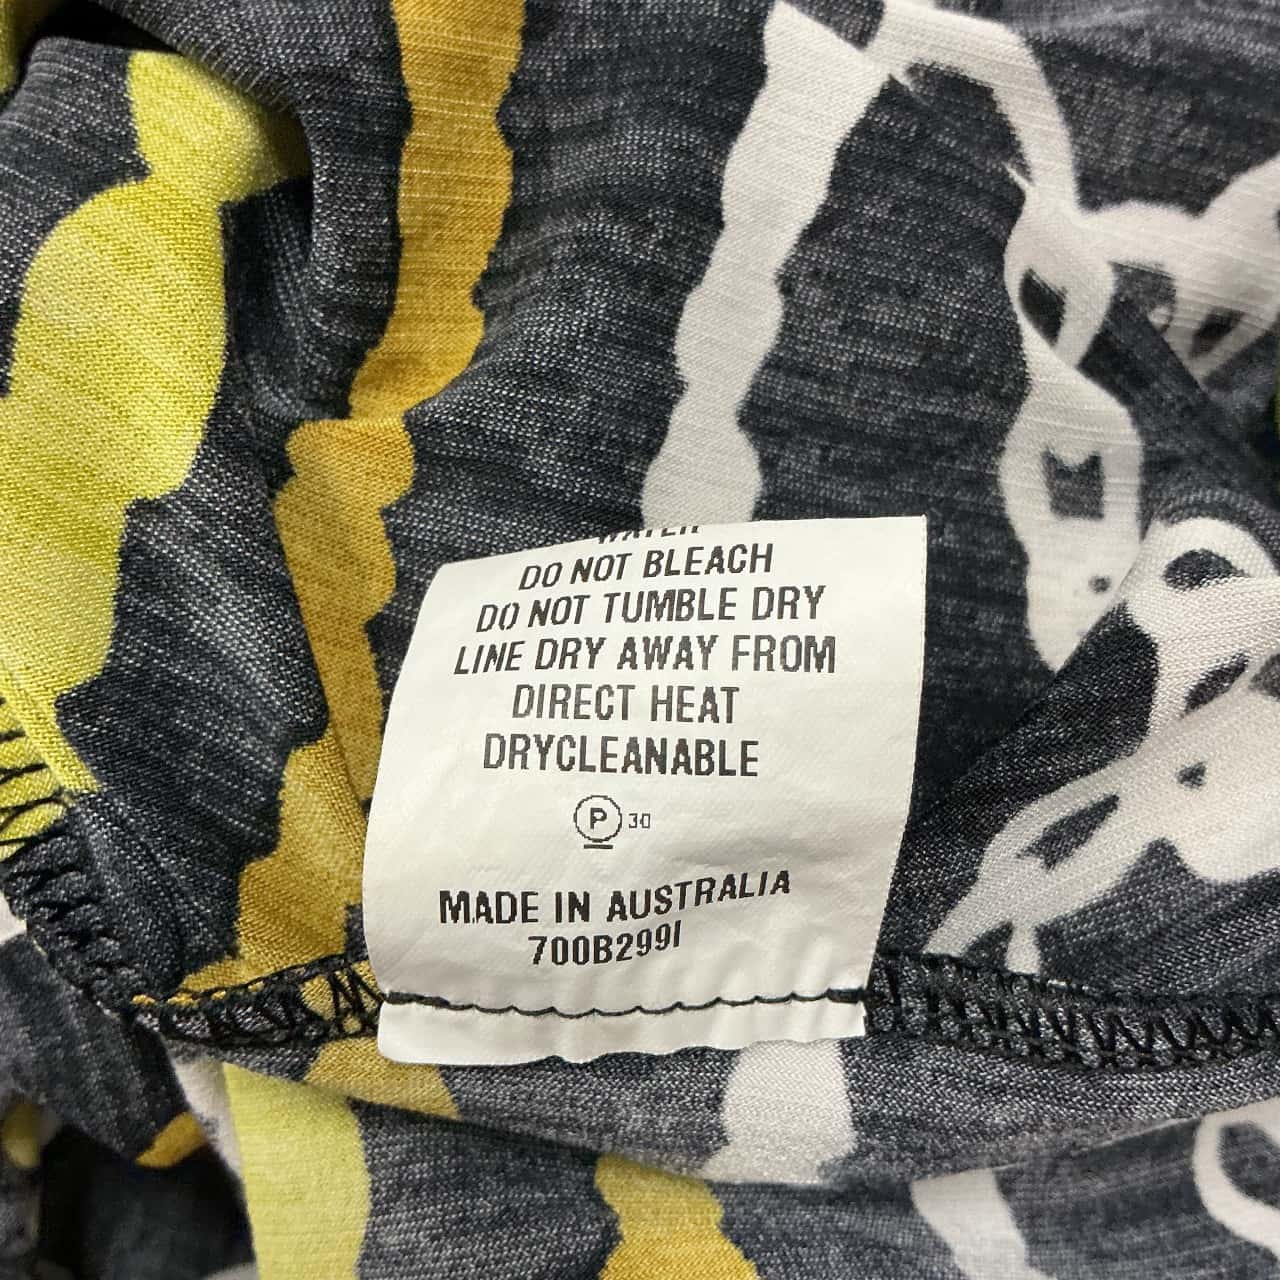 WATER
DO NOT BLEACH
DO NOT TUMBLE DRY
LINE DRY AWAY FROM
DIRECT HEAT
DRYCLEANABLE
P 30
MADE IN AUSTRALIA
700B299I